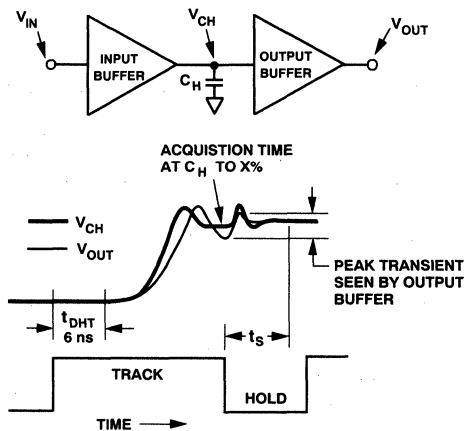 V_IN
V_CH
V_OUT
INPUT
BUFFER
C_H
OUTPUT
BUFFER
ACQUISTION TIME
AT C_H TO X%
V_CH
V_OUT
PEAK TRANSIENT
SEEN BY OUTPUT
BUFFER
t_DHT
6 ns
t_S
TRACK
HOLD
TIME